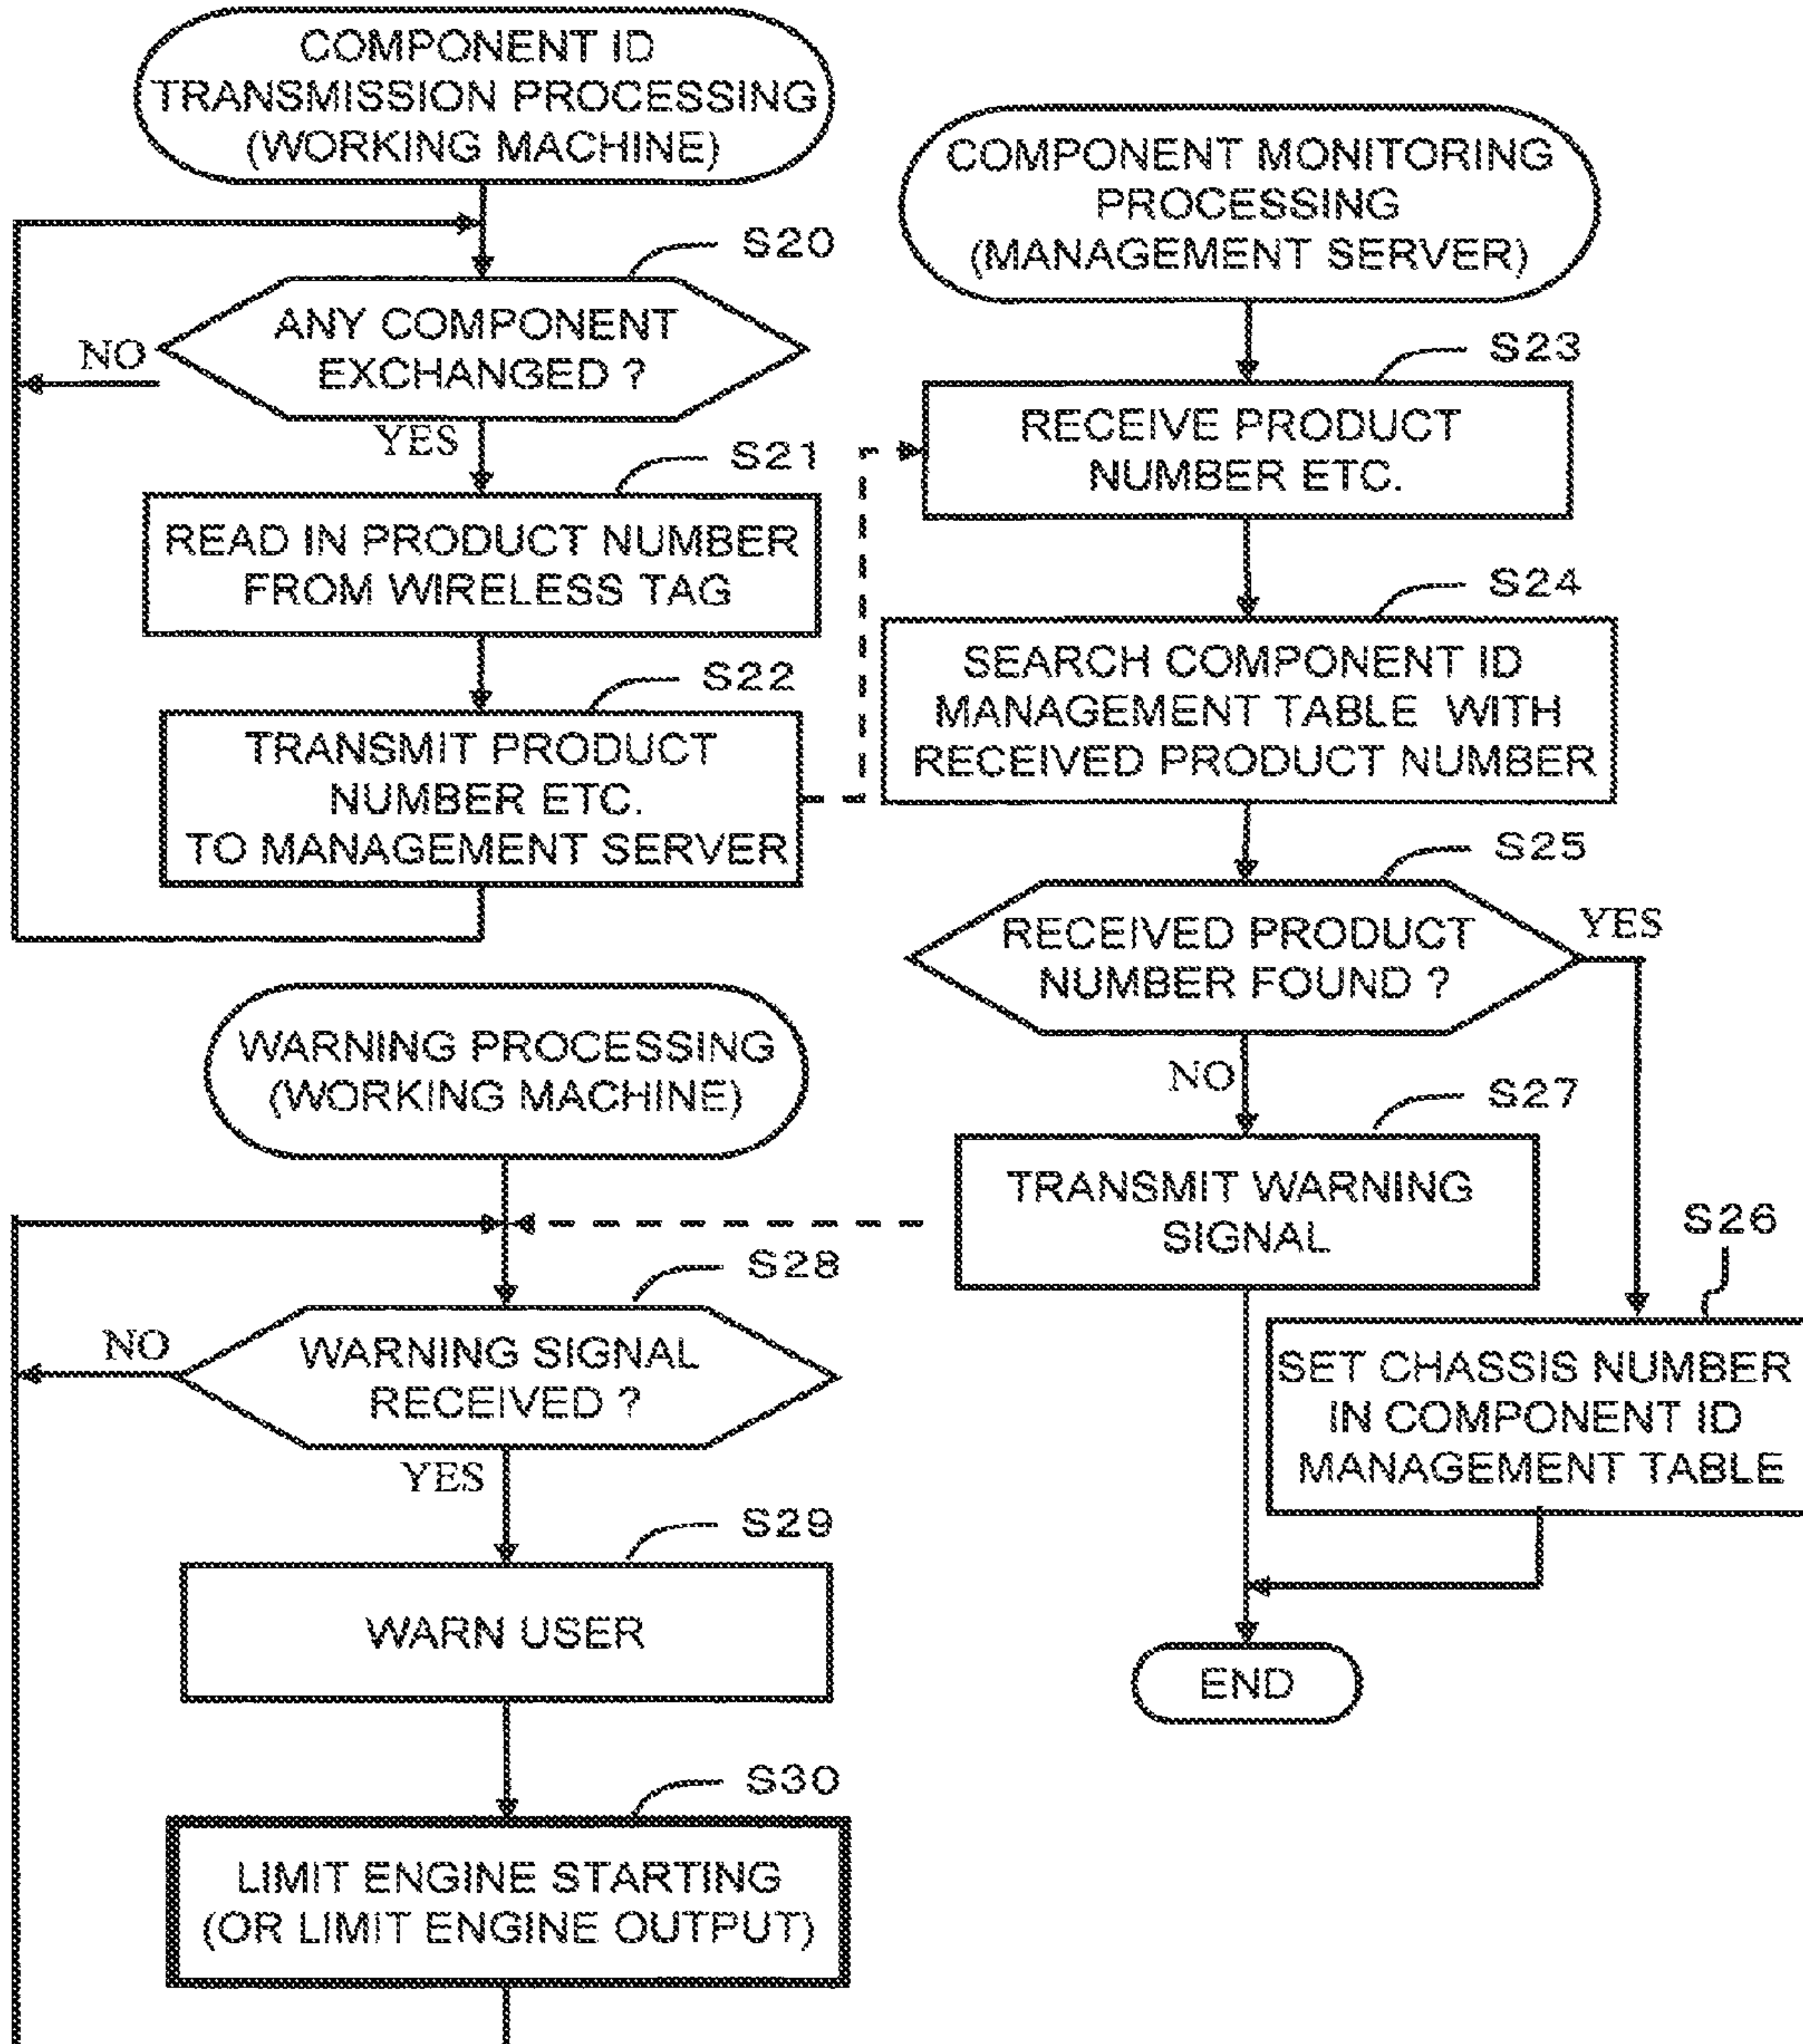 COMPONENT ID
TRANSMISSION PROCESSING
(WORKING MACHINE)
S20
ANY COMPONENT
EXCHANGED ?
NO
YES
S21
READ IN PRODUCT NUMBER
FROM WIRELESS TAG
S22
TRANSMIT PRODUCT
NUMBER ETC.
TO MANAGEMENT SERVER
COMPONENT MONITORING
PROCESSING
(MANAGEMENT SERVER)
S23
RECEIVE PRODUCT
NUMBER ETC.
S24
SEARCH COMPONENT ID
MANAGEMENT TABLE WITH
RECEIVED PRODUCT NUMBER
S25
RECEIVED PRODUCT
NUMBER FOUND ?
YES
NO
S27
TRANSMIT WARNING
SIGNAL
S26
SET CHASSIS NUMBER
IN COMPONENT ID
MANAGEMENT TABLE
END
WARNING PROCESSING
(WORKING MACHINE)
S28
WARNING SIGNAL
RECEIVED ?
NO
YES
S29
WARN USER
S30
LIMIT ENGINE STARTING
(OR LIMIT ENGINE OUTPUT)